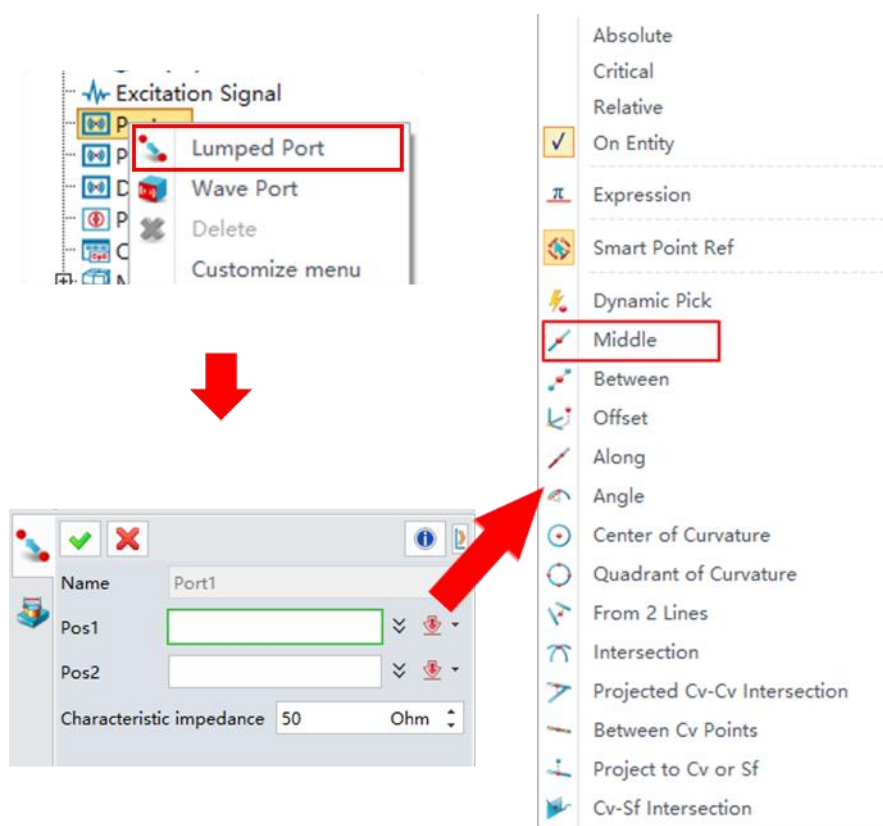 Excitation Signal
P
Lumped Port
P
Wave Port
D
Delete
P
C
Customize menu
Name
Port1
Pos1
Pos2
Characteristic impedance
50
Ohm
Absolute
Critical
Relative
On Entity
π
Expression
Smart Point Ref
Dynamic Pick
Middle
Between
Offset
Along
Angle
Center of Curvature
Quadrant of Curvature
From 2 Lines
Intersection
Projected Cv-Cv Intersection
Between Cv Points
Project to Cv or Sf
Cv-Sf Intersection